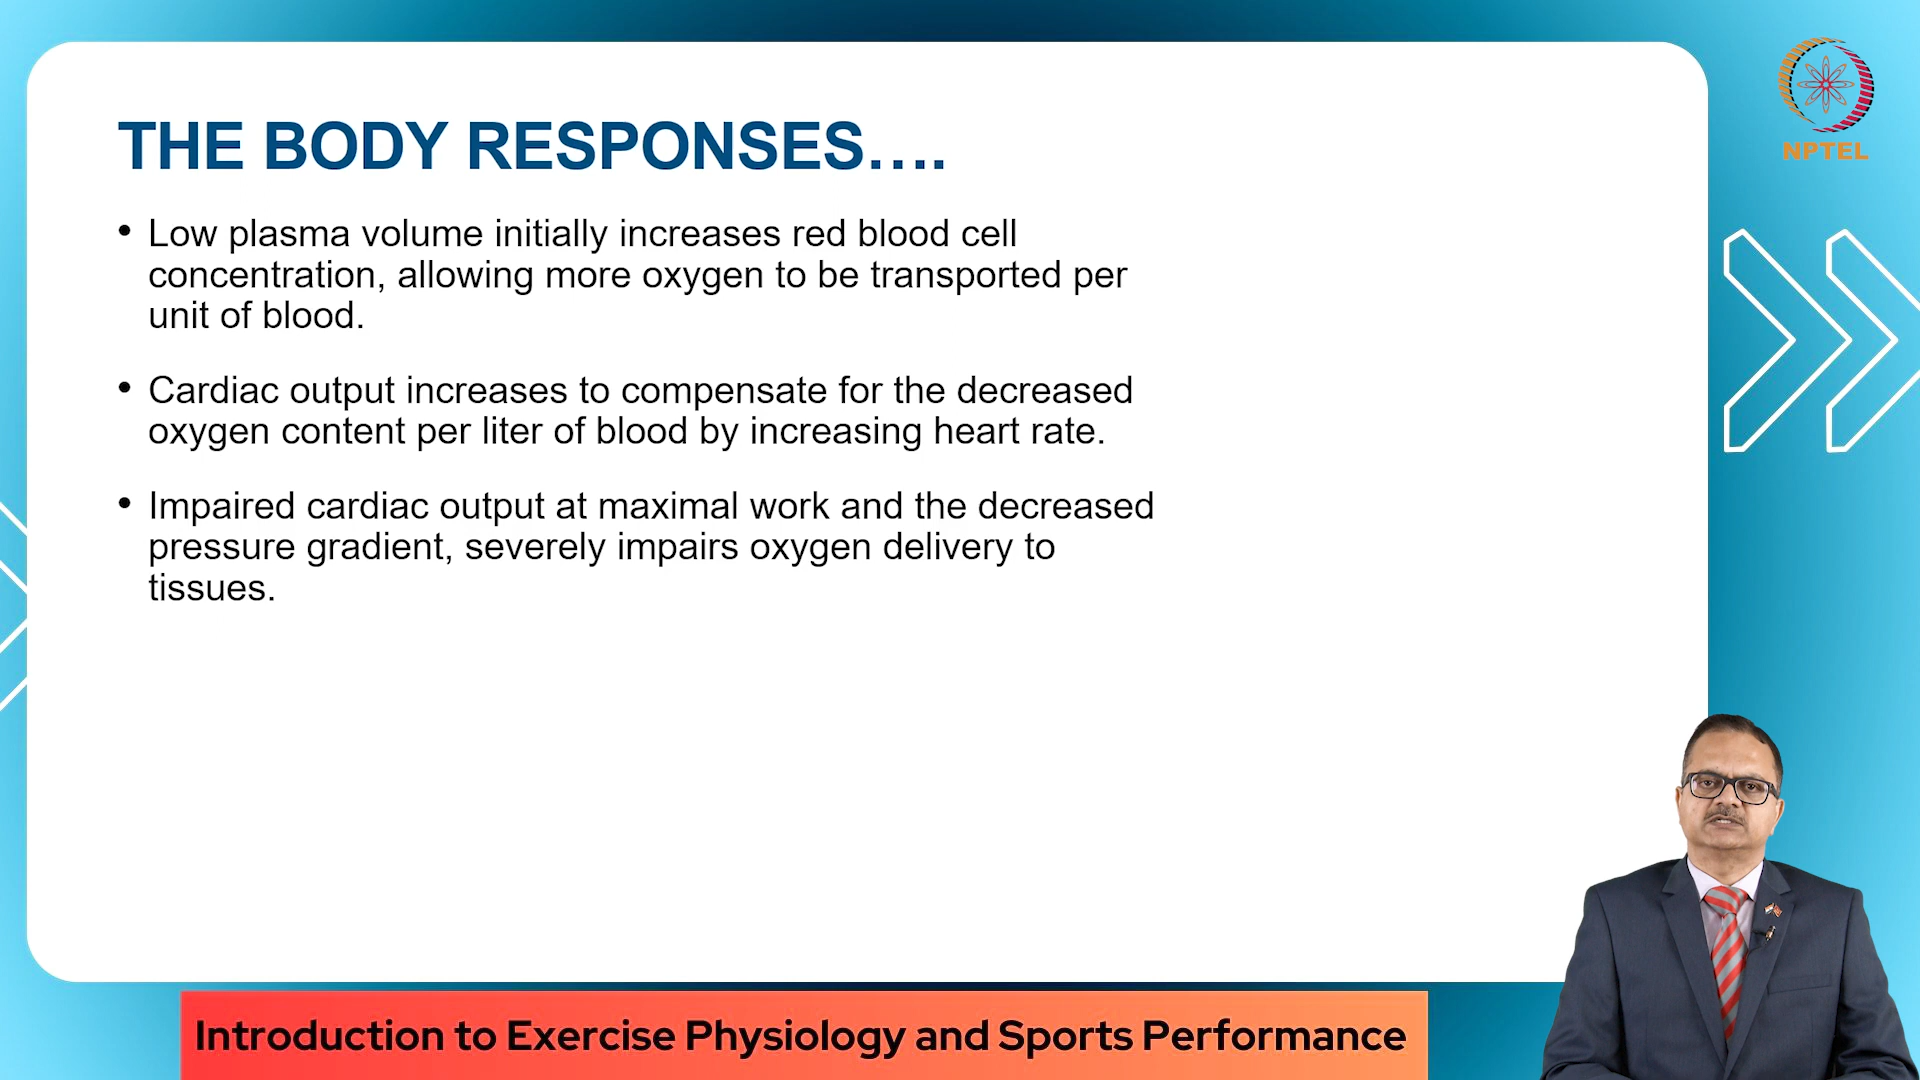 THE BODY RESPONSES….
• Low plasma volume initially increases red blood cell
concentration, allowing more oxygen to be transported per
unit of blood.
• Cardiac output increases to compensate for the decreased
oxygen content per liter of blood by increasing heart rate.
• Impaired cardiac output at maximal work and the decreased
pressure gradient, severely impairs oxygen delivery to
tissues.
NPTEL
Introduction to Exercise Physiology and Sports Performance